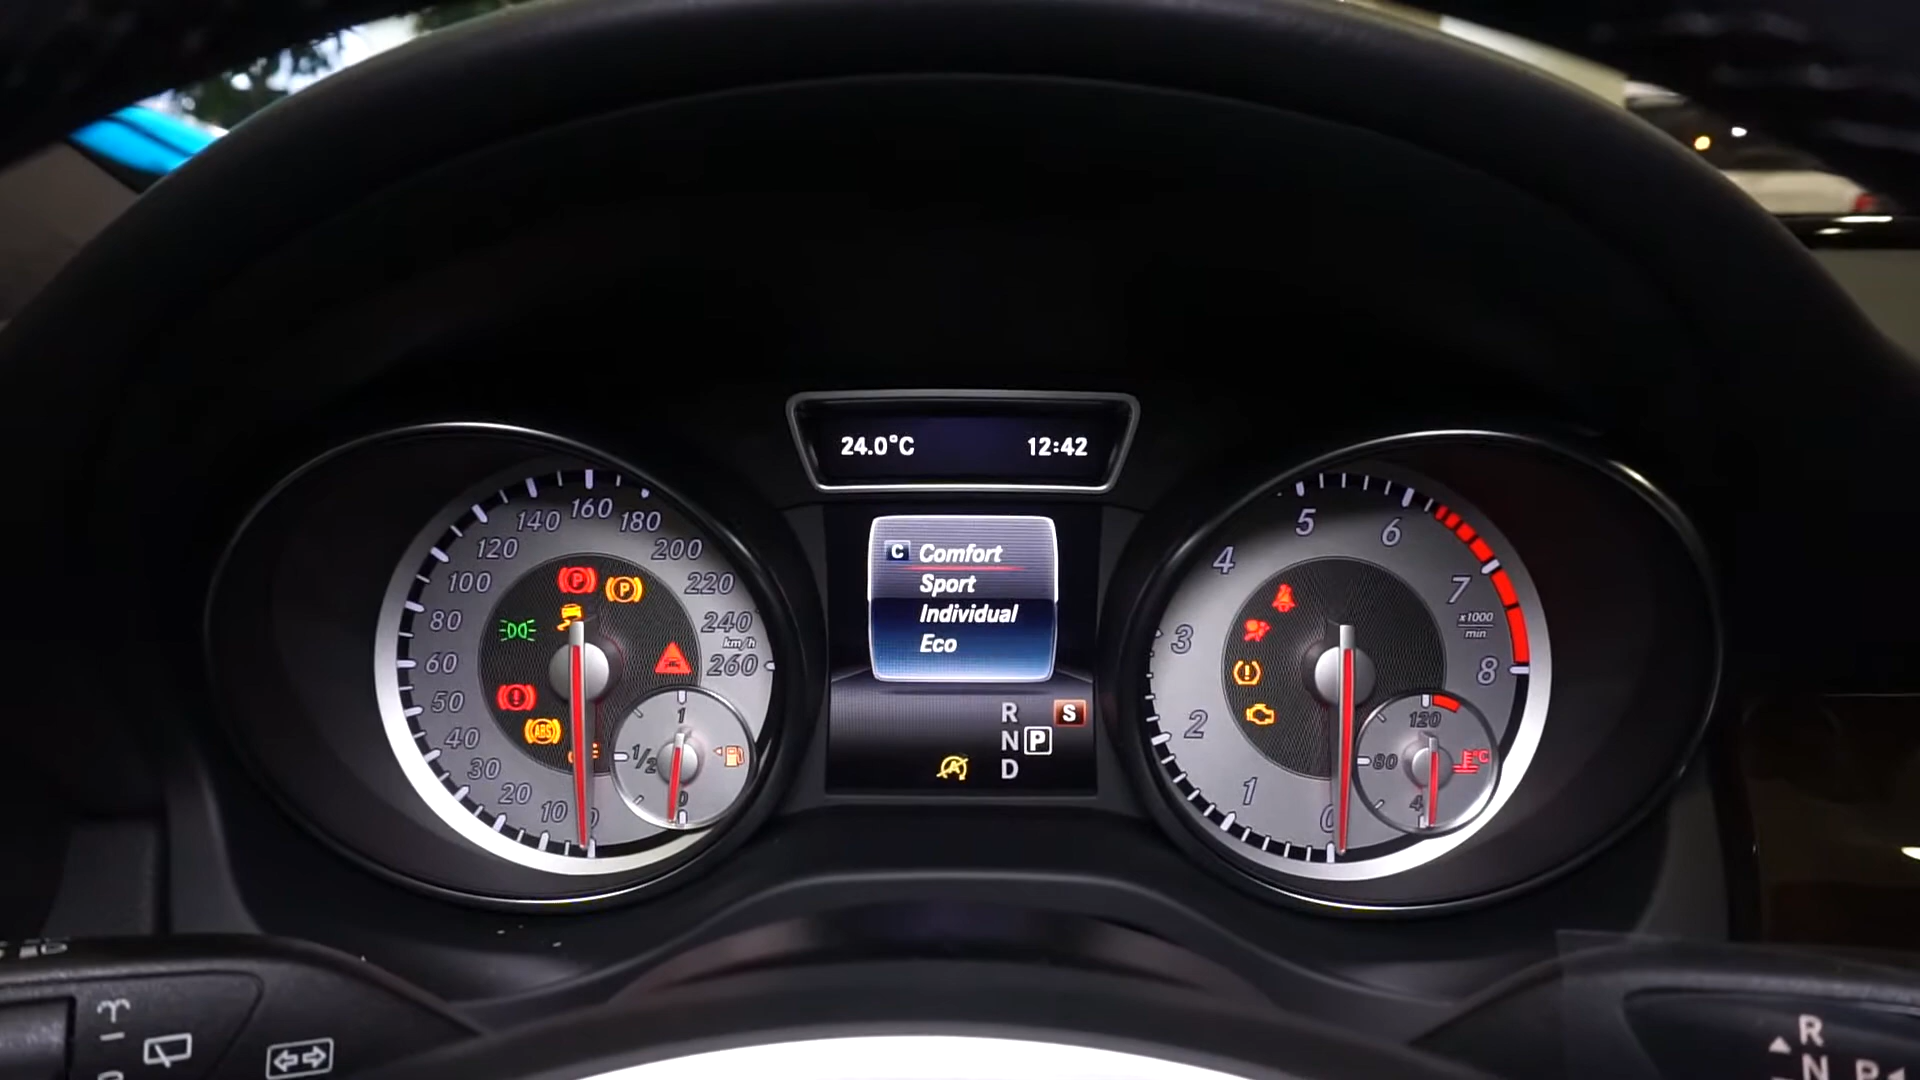 24.0°C 12:42
160
140 180
120 200
100 220
80 240
km/h
60 260
50
40
30
20
10 0
P
P
!
ABS
1
1/2
0
C Comfort
Sport
Individual
Eco
R S
N P
D
A
5
6
4
7
x1000
min
3
8
2
1
0
!
120
80
°C
R
N P